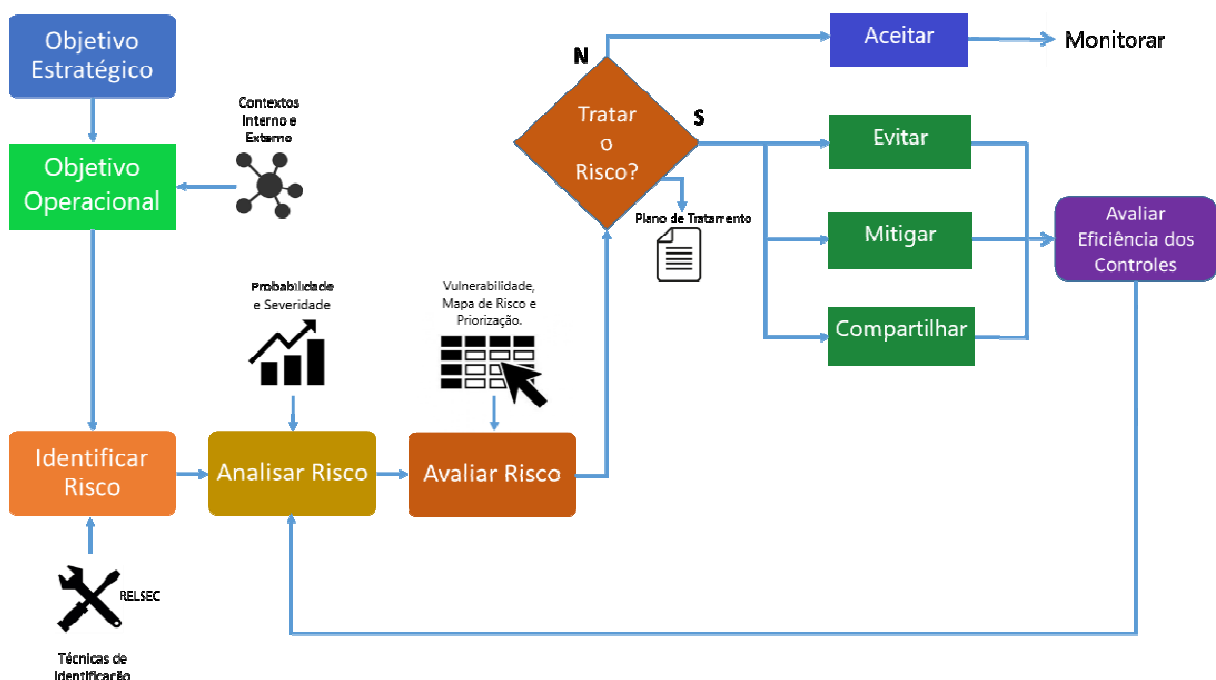 Objetivo
Estratégico
Contextos
Interno e
Externo
Objetivo
Operacional
Probabilidade
e Severidade
Vulnerabilidade,
Mapa de Risco e
Priorização.
Identificar
Risco
Analisar Risco
Avaliar Risco
RELSEC
Técnicas de
Identificação
N
Tratar
o
Risco?
S
Plano de Tratamento
Aceitar
Monitorar
Evitar
Mitigar
Compartilhar
Avaliar
Eficiência dos
Controles